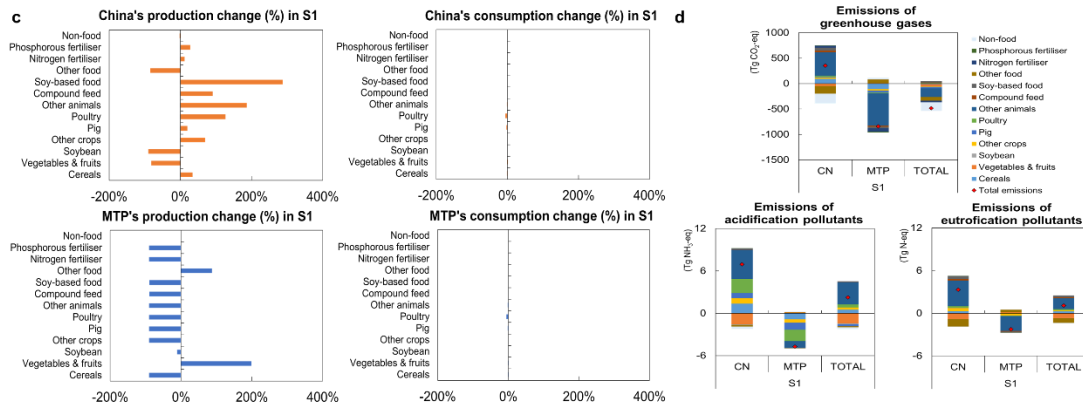 c
China's production change (%) in S1
Non-food
Phosphorous fertiliser
Nitrogen fertiliser
Other food
Soy-based food
Compound feed
Other animals
Poultry
Pig
Other crops
Soybean
Vegetables & fruits
Cereals
-200% 0% 200% 400%
China's consumption change (%) in S1
Non-food
Phosphorous fertiliser
Nitrogen fertiliser
Other food
Soy-based food
Compound feed
Other animals
Poultry
Pig
Other crops
Soybean
Vegetables & fruits
Cereals
-200% 0% 200% 400%
MTP's production change (%) in S1
Non-food
Phosphorous fertiliser
Nitrogen fertiliser
Other food
Soy-based food
Compound feed
Other animals
Poultry
Pig
Other crops
Soybean
Vegetables & fruits
Cereals
-200% 0% 200% 400%
MTP's consumption change (%) in S1
Non-food
Phosphorous fertiliser
Nitrogen fertiliser
Other food
Soy-based food
Compound feed
Other animals
Poultry
Pig
Other crops
Soybean
Vegetables & fruits
Cereals
-200% 0% 200% 400%
d
Emissions of
greenhouse gases
(Tg CO₂-eq)
1000
500
0
-500
-1000
-1500
CN MTP TOTAL
S1
Non-food
Phosphorous fertiliser
Nitrogen fertiliser
Other food
Soy-based food
Compound feed
Other animals
Poultry
Pig
Other crops
Soybean
Vegetables & fruits
Cereals
Total emissions
Emissions of
acidification pollutants
(Tg NH₃-eq)
12
6
0
-6
CN MTP TOTAL
S1
Emissions of
eutrofication pollutants
(Tg N-eq)
12
6
0
-6
CN MTP TOTAL
S1